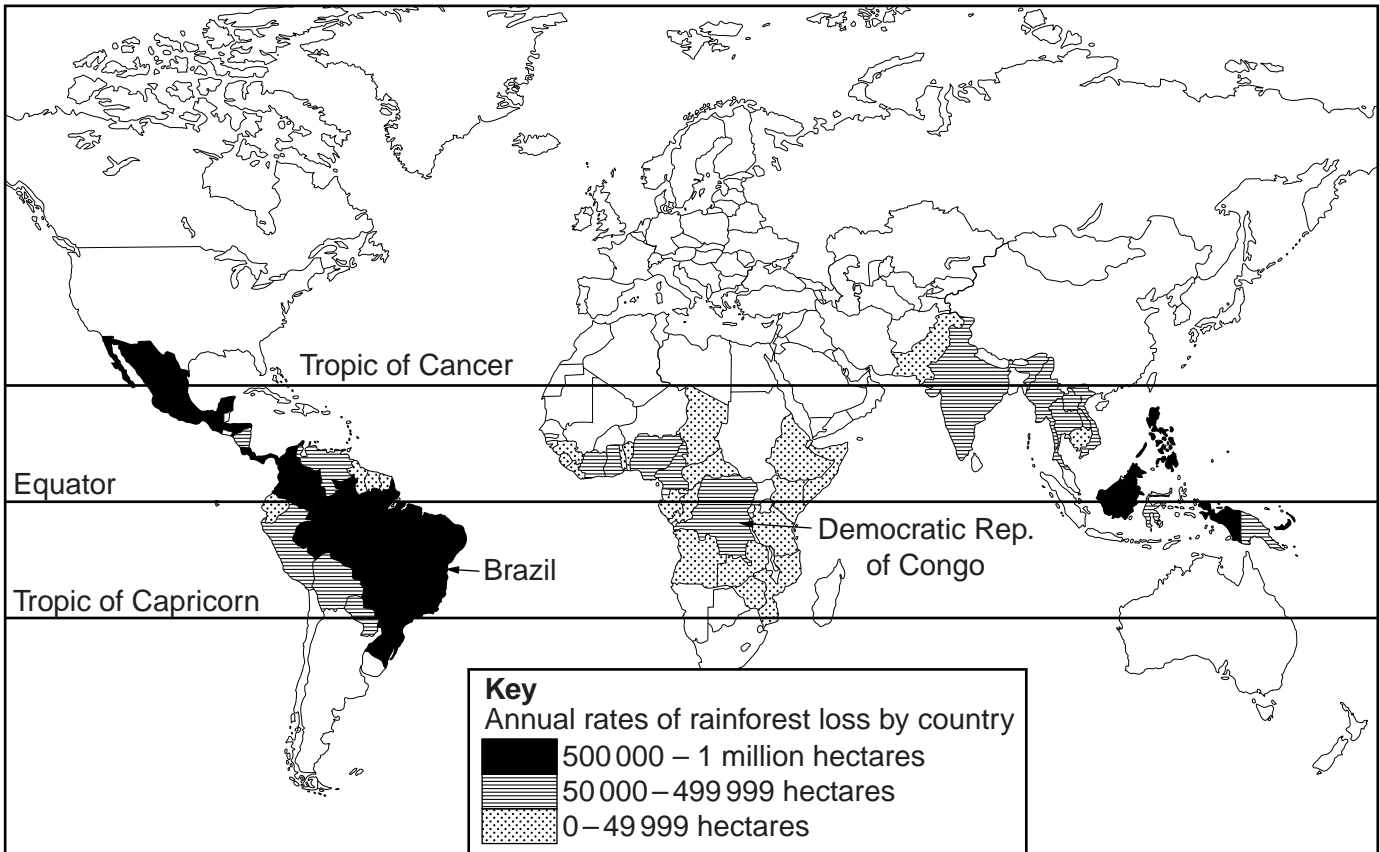 Tropic of Cancer
Equator
Democratic Rep.
of Congo
Brazil
Tropic of Capricorn
Key
Annual rates of rainforest loss by country
500 000 – 1 million hectares
50 000 – 499 999 hectares
0 – 49 999 hectares